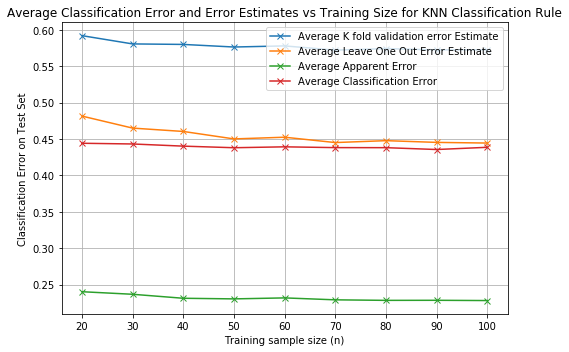 Average Classification Error and Error Estimates vs Training Size for KNN Classification Rule
0.60
0.55
0.50
0.45
0.40
0.35
0.30
0.25
Classification Error on Test Set
Average K fold validation error Estimate
Average Leave One Out Error Estimate
Average Apparent Error
Average Classification Error
20 30 40 50 60 70 80 90 100
Training sample size (n)